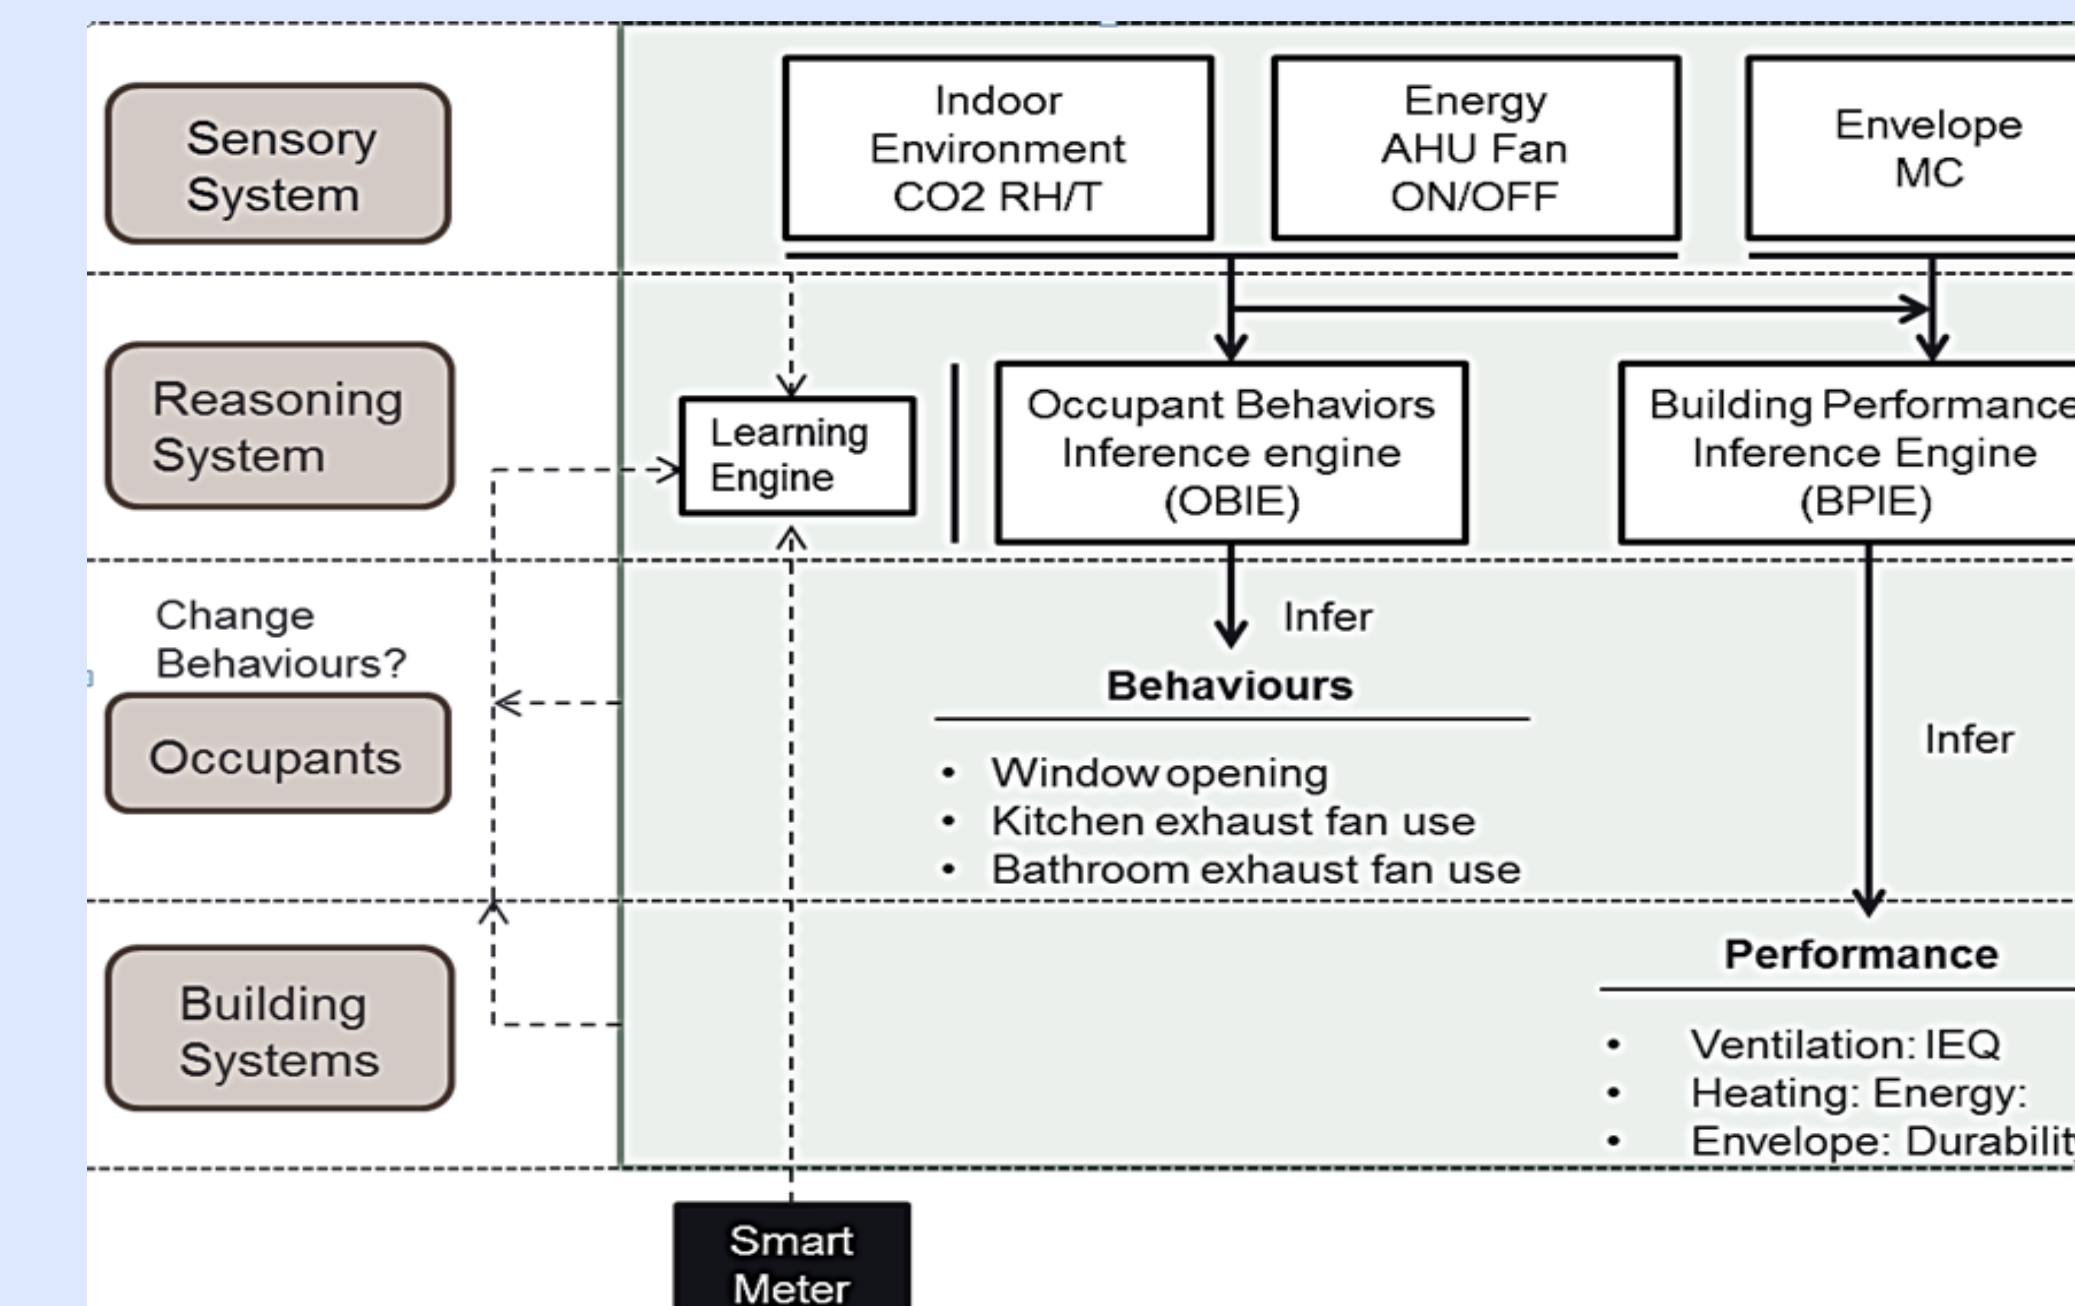 Sensory
System
Indoor
Environment
CO2 RH/T
Energy
AHU Fan
ON/OFF
Envelope
MC
Reasoning
System
Learning
Engine
Occupant Behaviors
Inference engine
(OBIE)
Building Performance
Inference Engine
(BPIE)
Change
Behaviours?
Occupants
Infer
Behaviours
• Window opening
• Kitchen exhaust fan use
• Bathroom exhaust fan use
Infer
Building
Systems
Performance
• Ventilation: IEQ
• Heating: Energy:
• Envelope: Durability
Smart
Meter